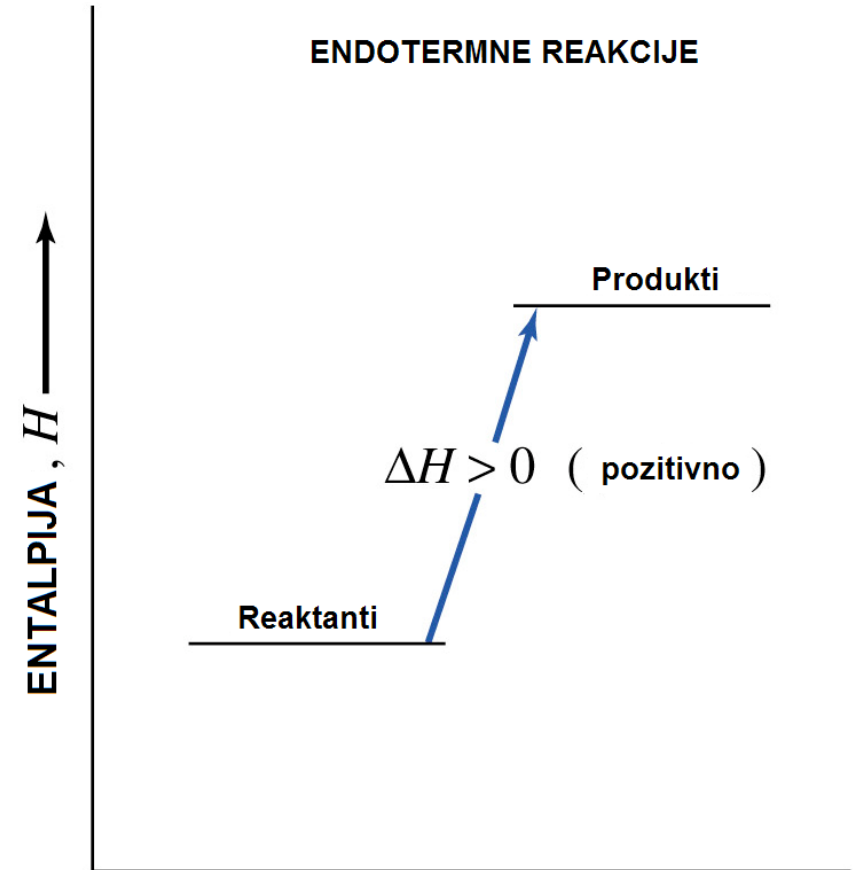 ENDOTERMNE REAKCIJE
Produkti
ΔH > 0 ( pozitivno )
Reaktanti
ENTALPIJA, H